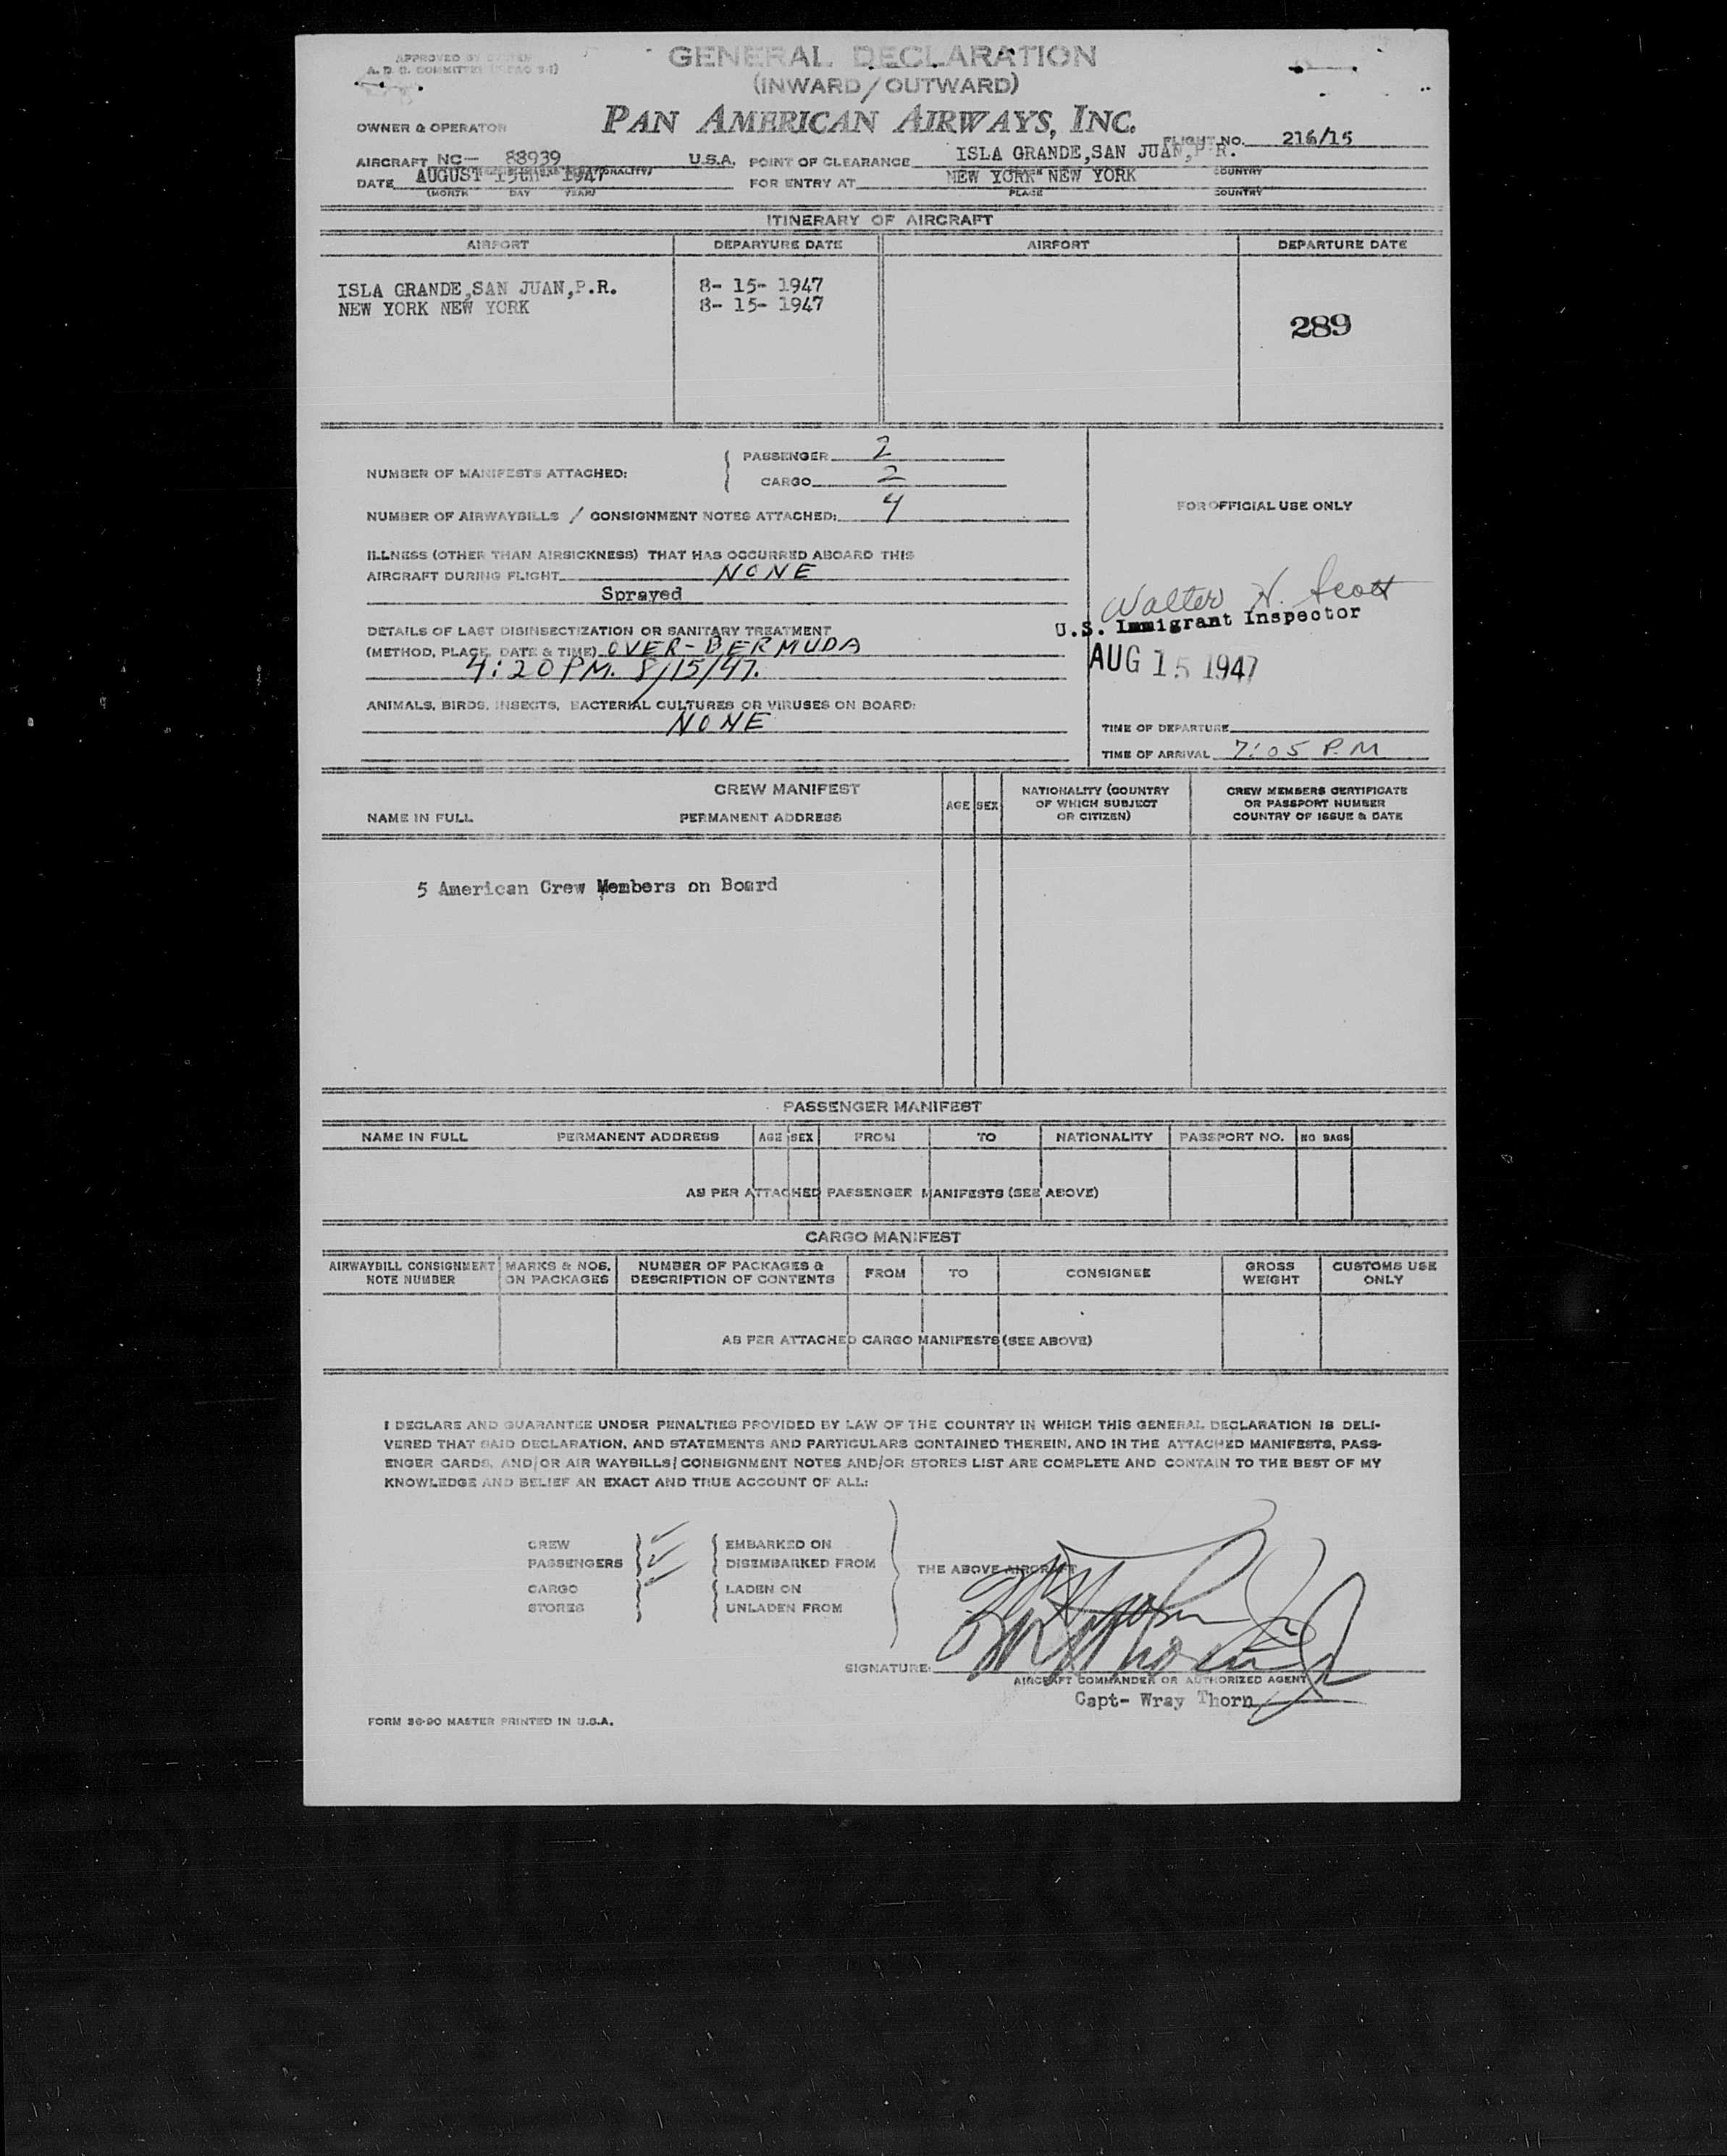 APPROVED BY
A. D. C. COMMITTEE
GENERAL DECLARATION
(INWARD/OUTWARD)
OWNER & OPERATOR PAN AMERICAN AIRWAYS, INC.
FLIGHT NO. 216/15
AIRCRAFT NC- 88939 U.S.A. POINT OF CLEARANCE ISLA GRANDE,SAN JUAN,P.R.
DATE AUGUST 15th 1947 FOR ENTRY AT NEW YORK NEW YORK COUNTRY
(MONTH DAY YEAR) PLACE COUNTRY
ITINERARY OF AIRCRAFT
AIRPORT DEPARTURE DATE AIRPORT DEPARTURE DATE
ISLA GRANDE,SAN JUAN,P.R. 8- 15- 1947
NEW YORK NEW YORK 8- 15- 1947
289
NUMBER OF MANIFESTS ATTACHED: PASSENGER 2
CARGO 2
NUMBER OF AIRWAYBILLS / CONSIGNMENT NOTES ATTACHED: 4
FOR OFFICIAL USE ONLY
ILLNESS (OTHER THAN AIRSICKNESS) THAT HAS OCCURRED ABOARD THIS
AIRCRAFT DURING FLIGHT NONE
Sprayed
Walter H. Scott
U.S. Immigrant Inspector
DETAILS OF LAST DISINSECTIZATION OR SANITARY TREATMENT
(METHOD, PLACE, DATE & TIME) OVER-BERMUDA
4:20 PM. 8/15/47.
AUG 15 1947
ANIMALS, BIRDS, INSECTS, BACTERIAL CULTURES OR VIRUSES ON BOARD:
NONE
TIME OF DEPARTURE
TIME OF ARRIVAL 7:05 P.M
CREW MANIFEST
NAME IN FULL PERMANENT ADDRESS AGE SEX NATIONALITY (COUNTRY OF WHICH SUBJECT OR CITIZEN) CREW MEMBERS CERTIFICATE OR PASSPORT NUMBER COUNTRY OF ISSUE & DATE
5 American Crew Members on Board
PASSENGER MANIFEST
NAME IN FULL PERMANENT ADDRESS AGE SEX FROM TO NATIONALITY PASSPORT NO. NO BAGS
AS PER ATTACHED PASSENGER MANIFESTS (SEE ABOVE)
CARGO MANIFEST
AIRWAYBILL CONSIGNMENT NOTE NUMBER MARKS & NOS. ON PACKAGES NUMBER OF PACKAGES & DESCRIPTION OF CONTENTS FROM TO CONSIGNEE GROSS WEIGHT CUSTOMS USE ONLY
AS PER ATTACHED CARGO MANIFESTS (SEE ABOVE)
I DECLARE AND GUARANTEE UNDER PENALTIES PROVIDED BY LAW OF THE COUNTRY IN WHICH THIS GENERAL DECLARATION IS DELI-
VERED THAT SAID DECLARATION, AND STATEMENTS AND PARTICULARS CONTAINED THEREIN, AND IN THE ATTACHED MANIFESTS, PASS-
ENGER CARDS, AND/OR AIR WAYBILLS/CONSIGNMENT NOTES AND/OR STORES LIST ARE COMPLETE AND CONTAIN TO THE BEST OF MY
KNOWLEDGE AND BELIEF AN EXACT AND TRUE ACCOUNT OF ALL:
CREW EMBARKED ON
PASSENGERS DISEMBARKED FROM THE ABOVE AIRCRAFT
CARGO LADEN ON
STORES UNLADEN FROM
SIGNATURE:
AIRCRAFT COMMANDER OR AUTHORIZED AGENT
Capt- Wray Thorn
FORM 36-90 MASTER PRINTED IN U.S.A.